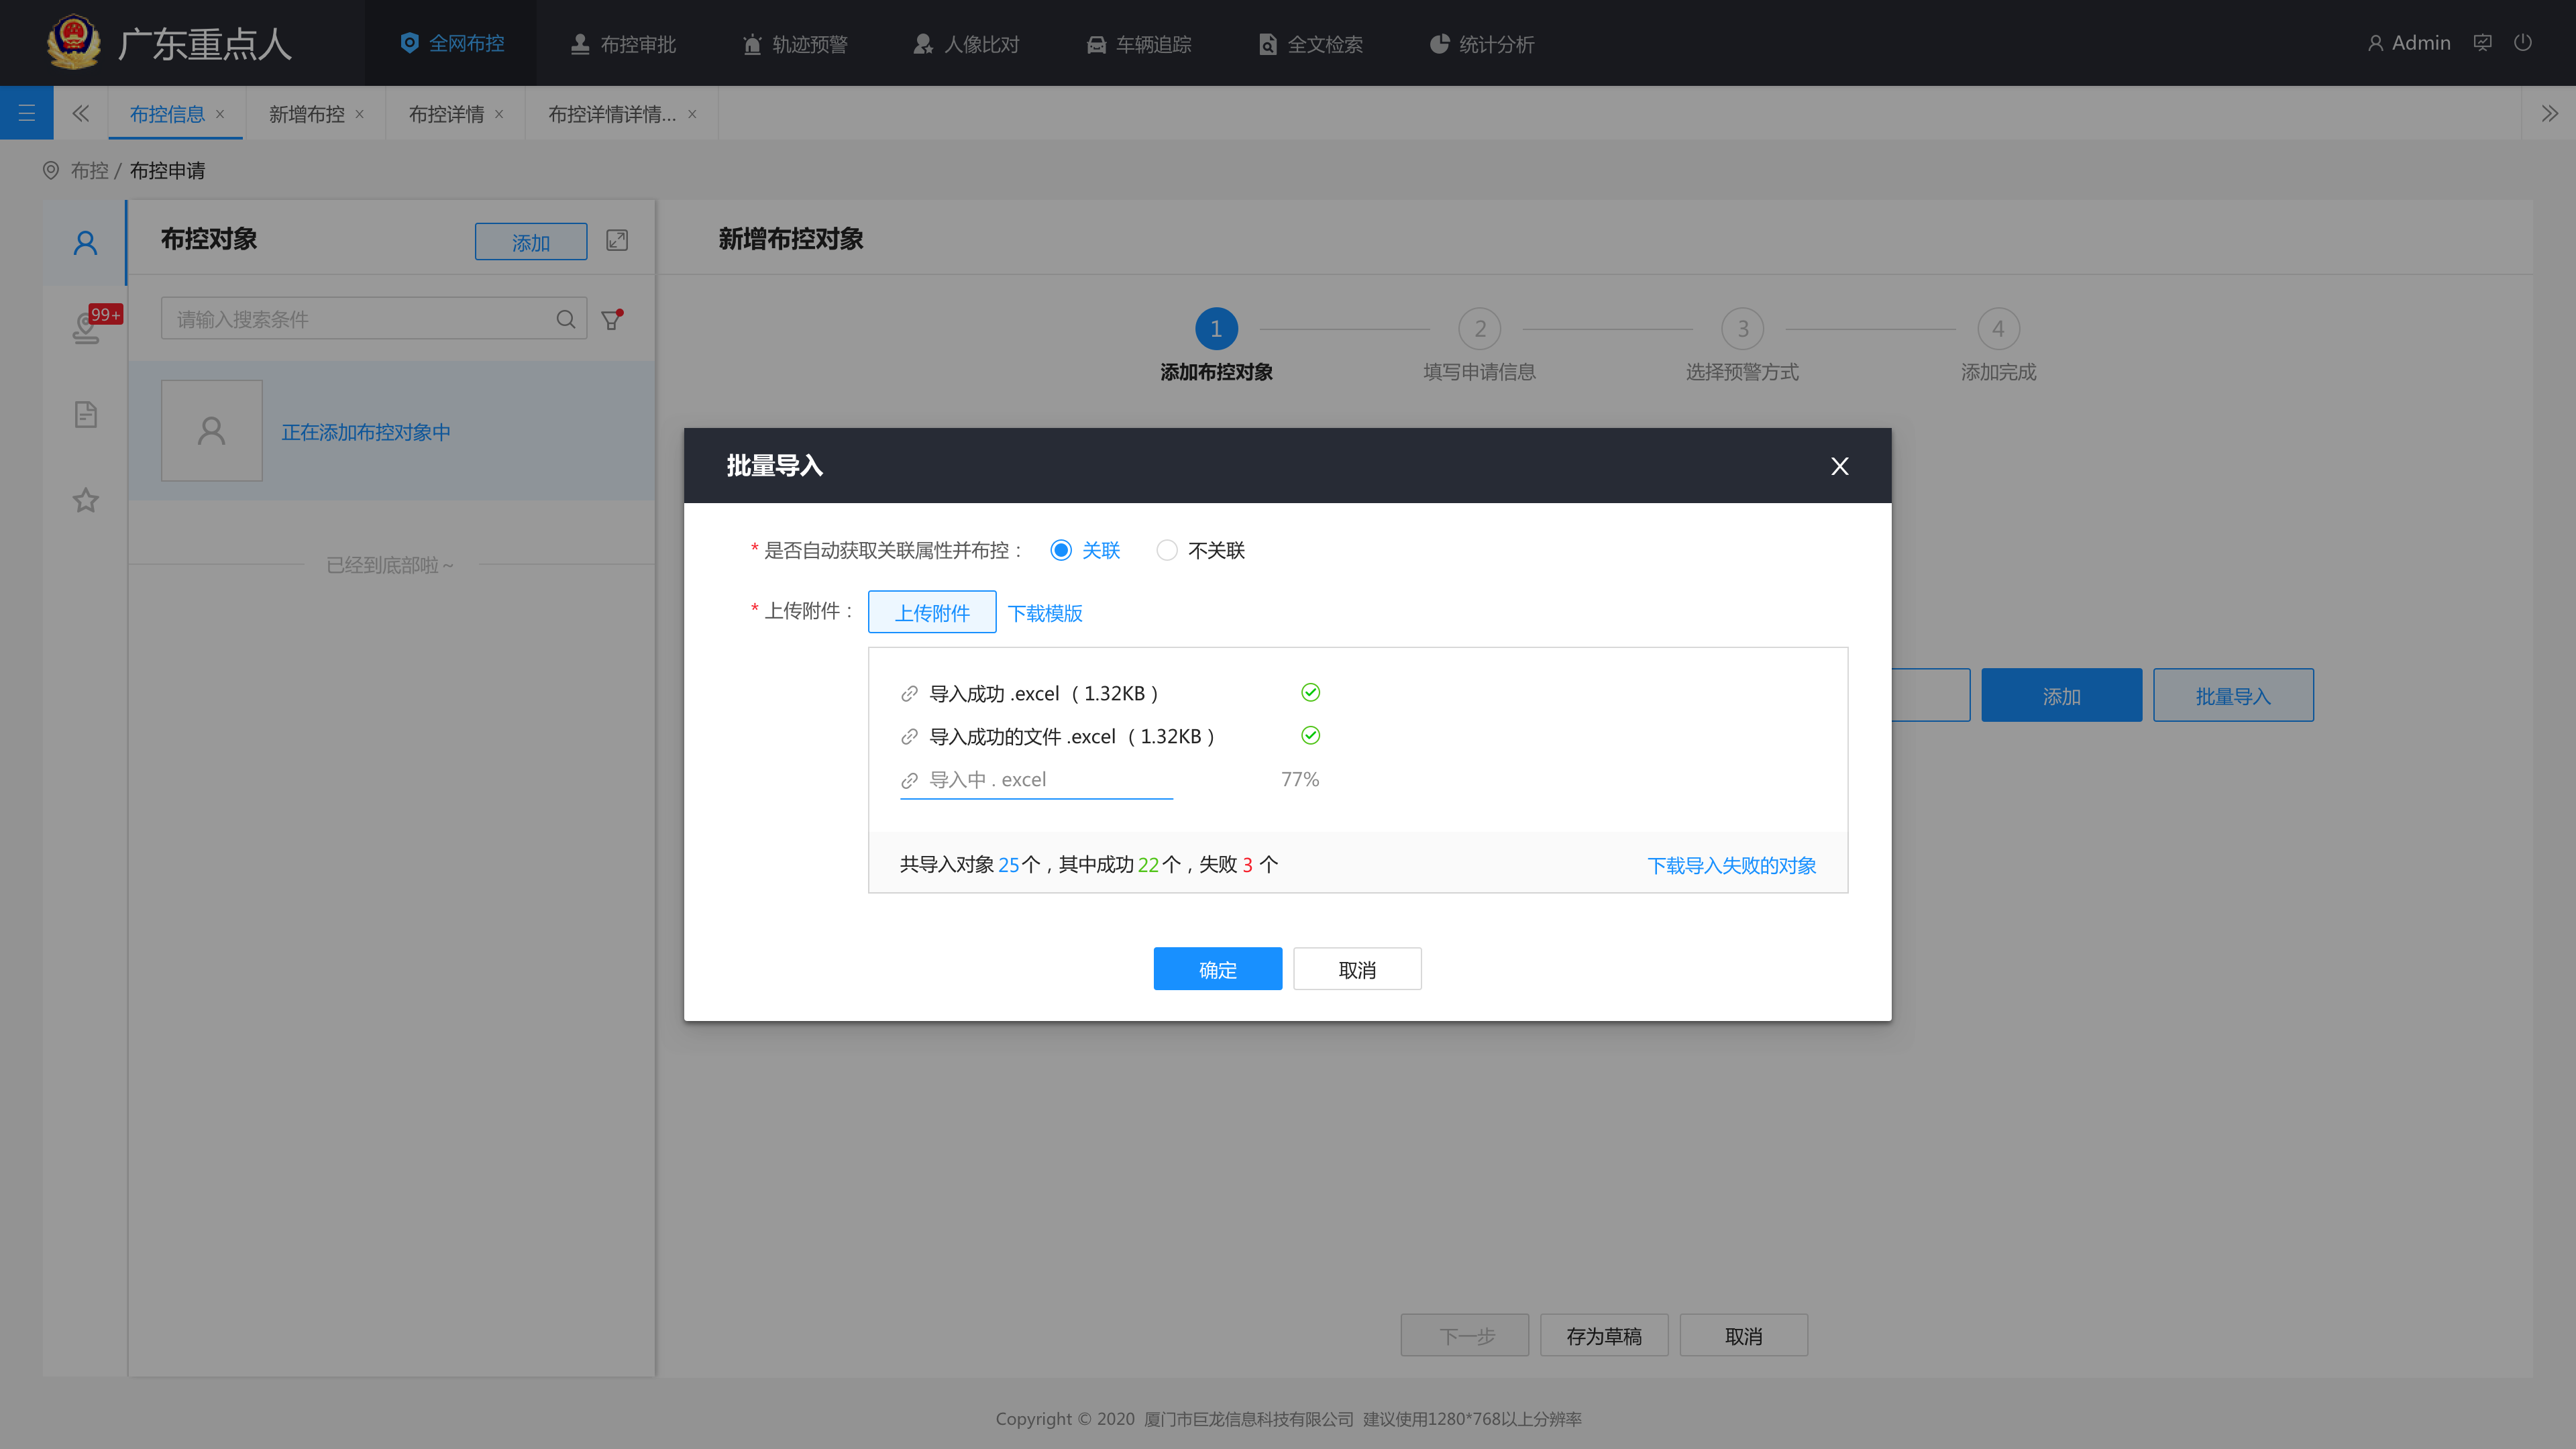 广东重点人
全网布控
布控审批
轨迹预警
人像比对
车辆追踪
全文检索
统计分析
Admin
布控信息
新增布控
布控详情
布控详情详情...
布控 / 布控申请
布控对象
添加
新增布控对象
99+
请输入搜索条件
1
2
3
4
添加布控对象
填写申请信息
选择预警方式
添加完成
正在添加布控对象中
已经到底部啦~
批量导入
* 是否自动获取关联属性并布控：
关联
不关联
* 上传附件：
上传附件
下载模版
导入成功 .excel（1.32KB）
导入成功的文件 .excel（1.32KB）
导入中 . excel
77%
共导入对象 25个，其中成功 22个，失败 3 个
下载导入失败的对象
确定
取消
添加
批量导入
下一步
存为草稿
取消
Copyright © 2020 厦门市巨龙信息科技有限公司 建议使用1280*768以上分辨率